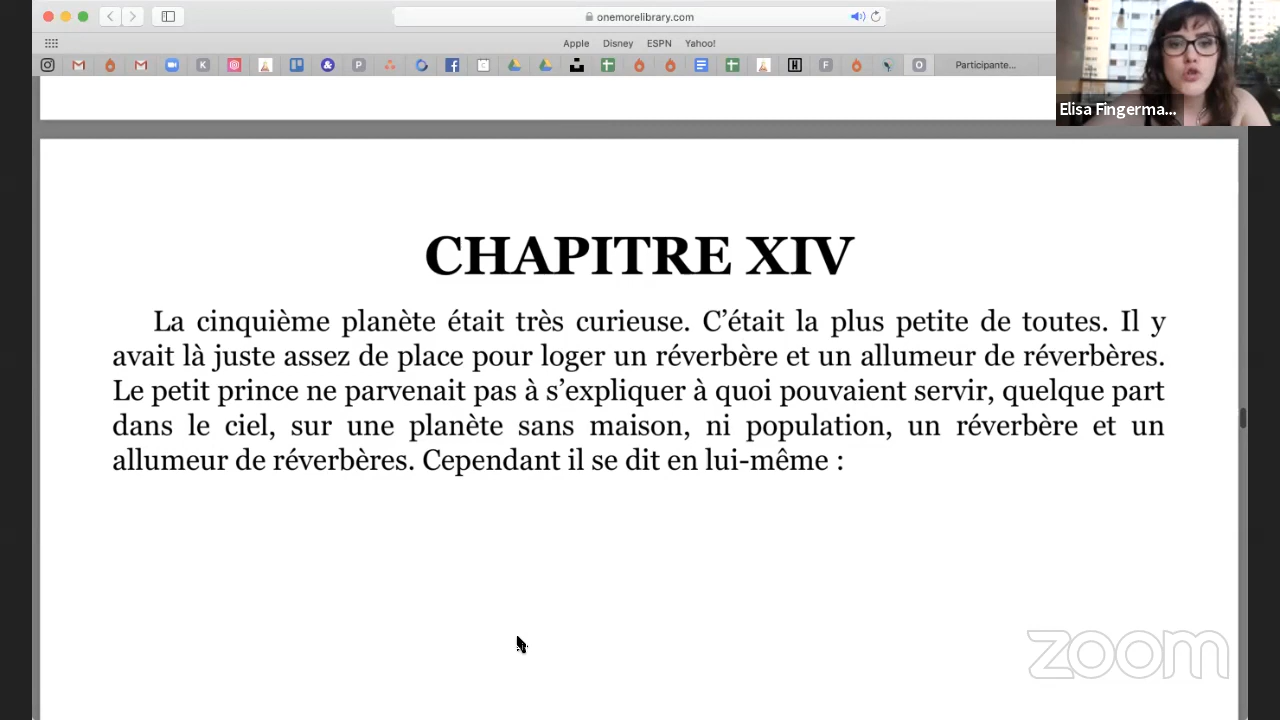 onemorelibrary.com
Apple Disney ESPN Yahoo!
K & P H F O Participante...
Elisa Fingerma...
CHAPITRE XIV
La cinquième planète était très curieuse. C’était la plus petite de toutes. Il y
avait là juste assez de place pour loger un réverbère et un allumeur de réverbères.
Le petit prince ne parvenait pas à s’expliquer à quoi pouvaient servir, quelque part
dans le ciel, sur une planète sans maison, ni population, un réverbère et un
allumeur de réverbères. Cependant il se dit en lui-même :
zoom